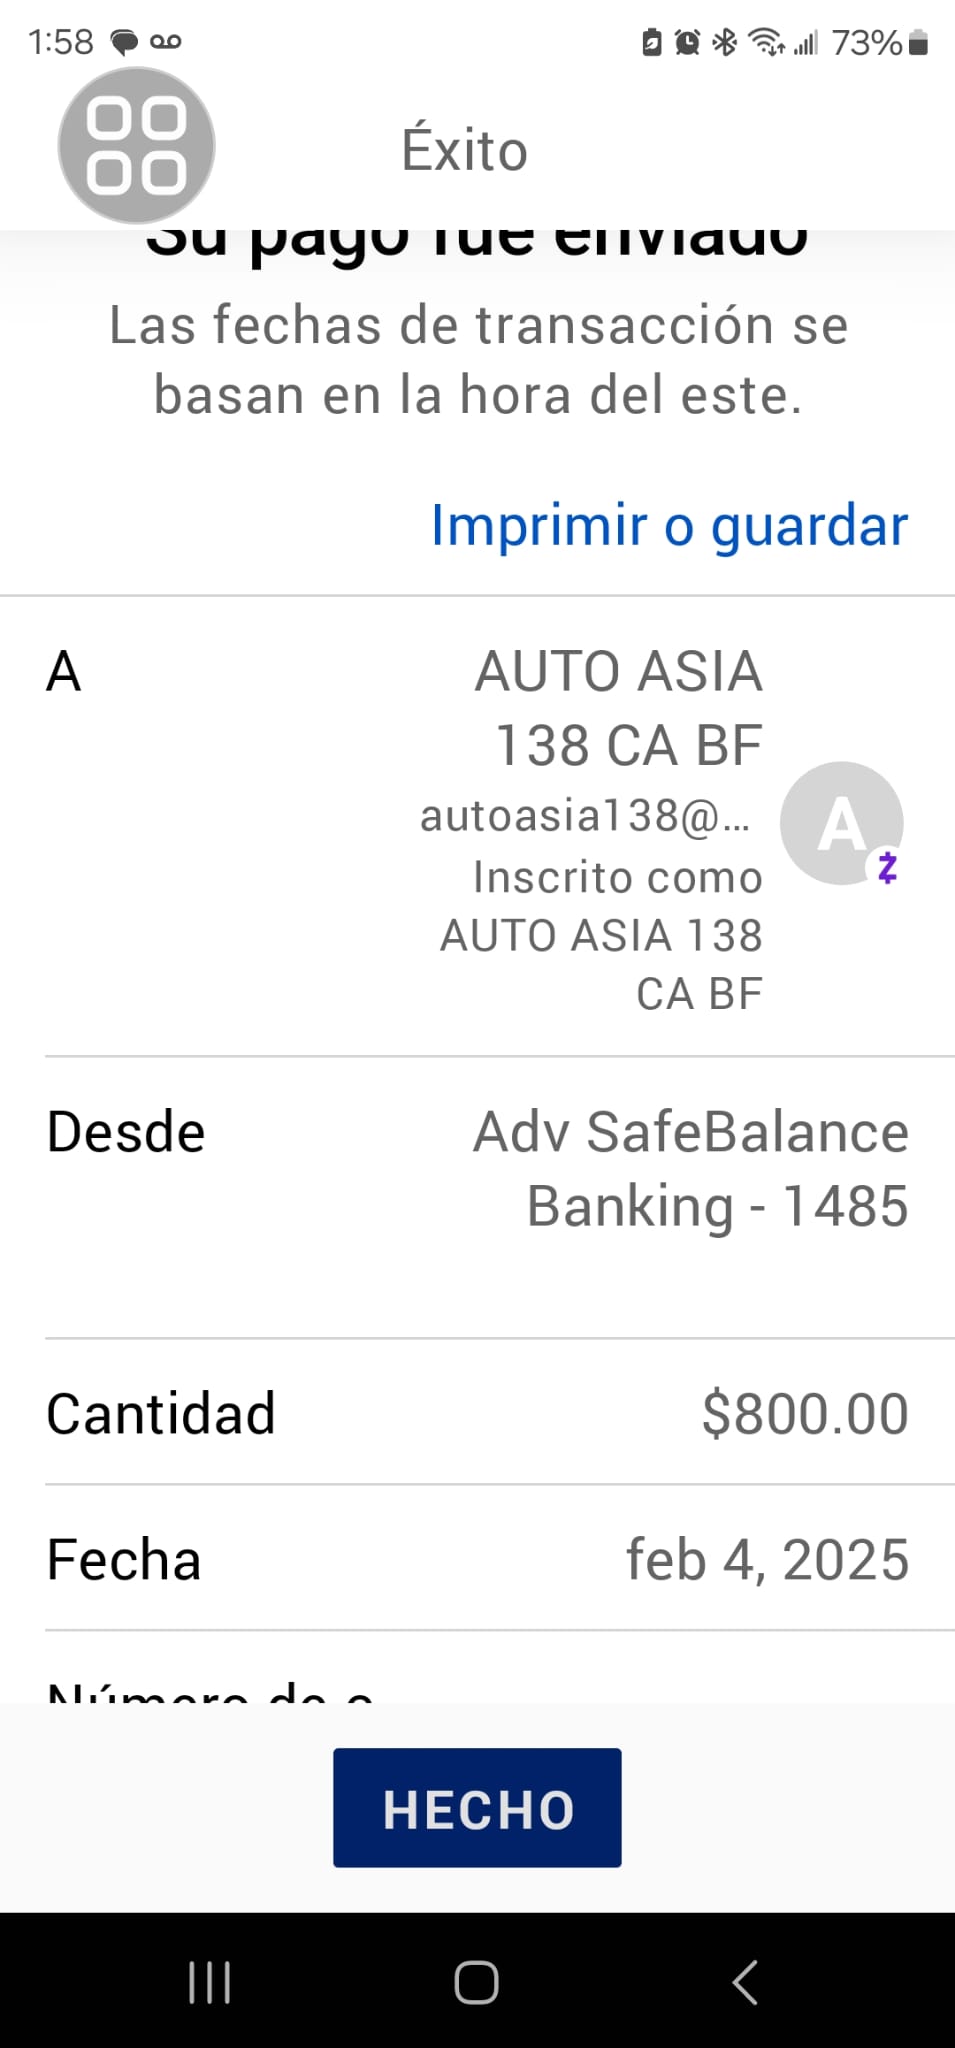 1:58 73%
Éxito
Su pago fue enviado
Las fechas de transacción se
basan en la hora del este.
Imprimir o guardar
A AUTO ASIA
138 CA BF
autoasia138@...
Inscrito como
AUTO ASIA 138
CA BF
A
Desde Adv SafeBalance
Banking - 1485
Cantidad $800.00
Fecha feb 4, 2025
Número de c
HECHO